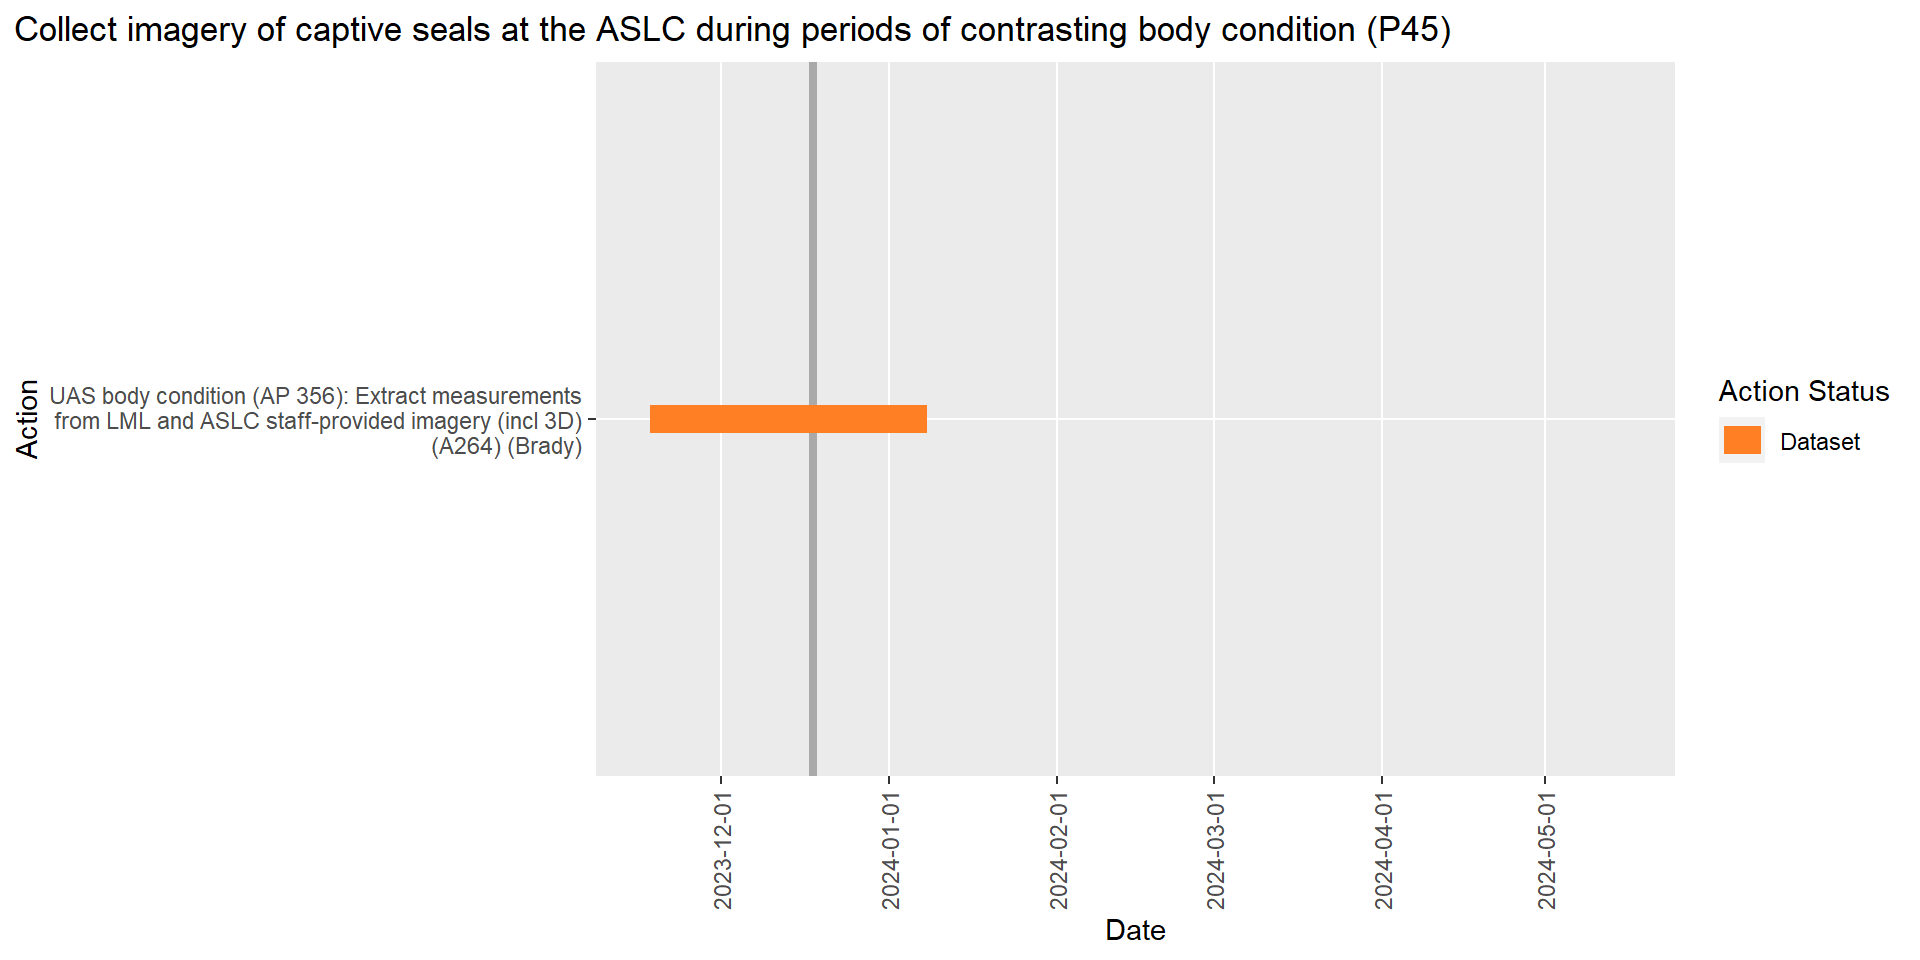 Collect imagery of captive seals at the ASLC during periods of contrasting body condition (P45)
Action
UAS body condition (AP 356): Extract measurements
from LML and ASLC staff-provided imagery (incl 3D)
(A264) (Brady)
Action Status
Dataset
2023-12-01
2024-01-01
2024-02-01
2024-03-01
2024-04-01
2024-05-01
Date